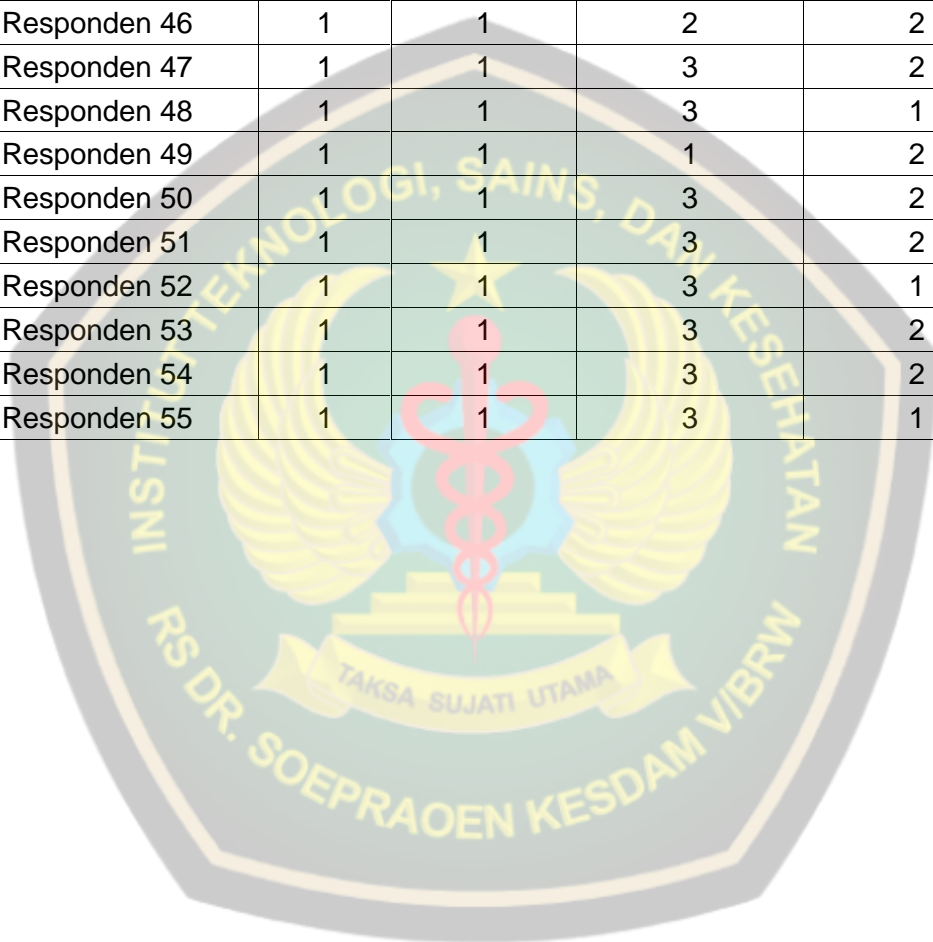 Responden 46 1 1 2 2
Responden 47 1 1 3 2
Responden 48 1 1 3 1
Responden 49 1 1 1 2
Responden 50 1 1 3 2
Responden 51 1 1 3 2
Responden 52 1 1 3 1
Responden 53 1 1 3 2
Responden 54 1 1 3 2
Responden 55 1 1 3 1
INSTITUT TEKNOLOGI, SAINS, DAN KESEHATAN
TAKSA SUJATI UTAMA
RS DR. SOEPRAOEN KESDAM V/BRW